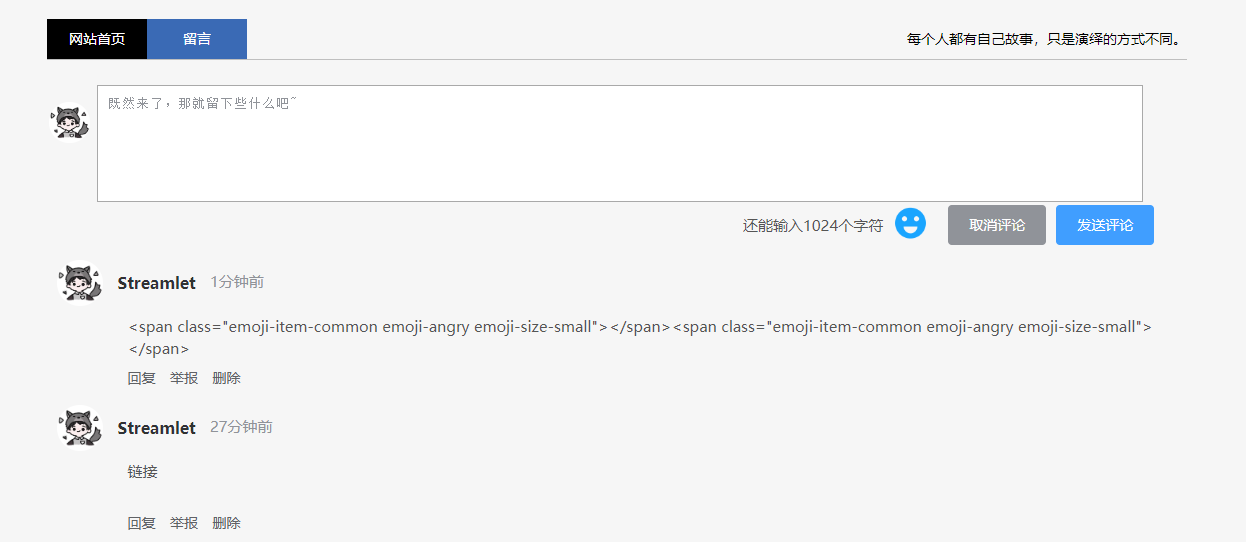 网站首页 留言 每个人都有自己故事，只是演绎的方式不同。
既然来了，那就留下些什么吧~
还能输入1024个字符 取消评论 发送评论
Streamlet 1分钟前
<span class="emoji-item-common emoji-angry emoji-size-small"></span><span class="emoji-item-common emoji-angry emoji-size-small">
</span>
回复 举报 删除
Streamlet 27分钟前
链接
回复 举报 删除